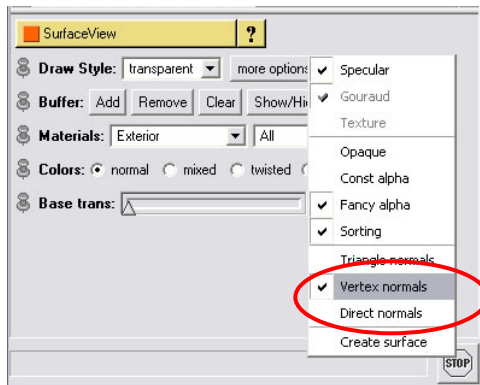 SurfaceView ?
Draw Style: transparent more options
Buffer: Add Remove Clear Show/Hi
Materials: Exterior All
Colors: normal mixed twisted
Base trans:
Specular
Gouraud
Texture
Opaque
Const alpha
Fancy alpha
Sorting
Triangle normals
Vertex normals
Direct normals
Create surface
STOP